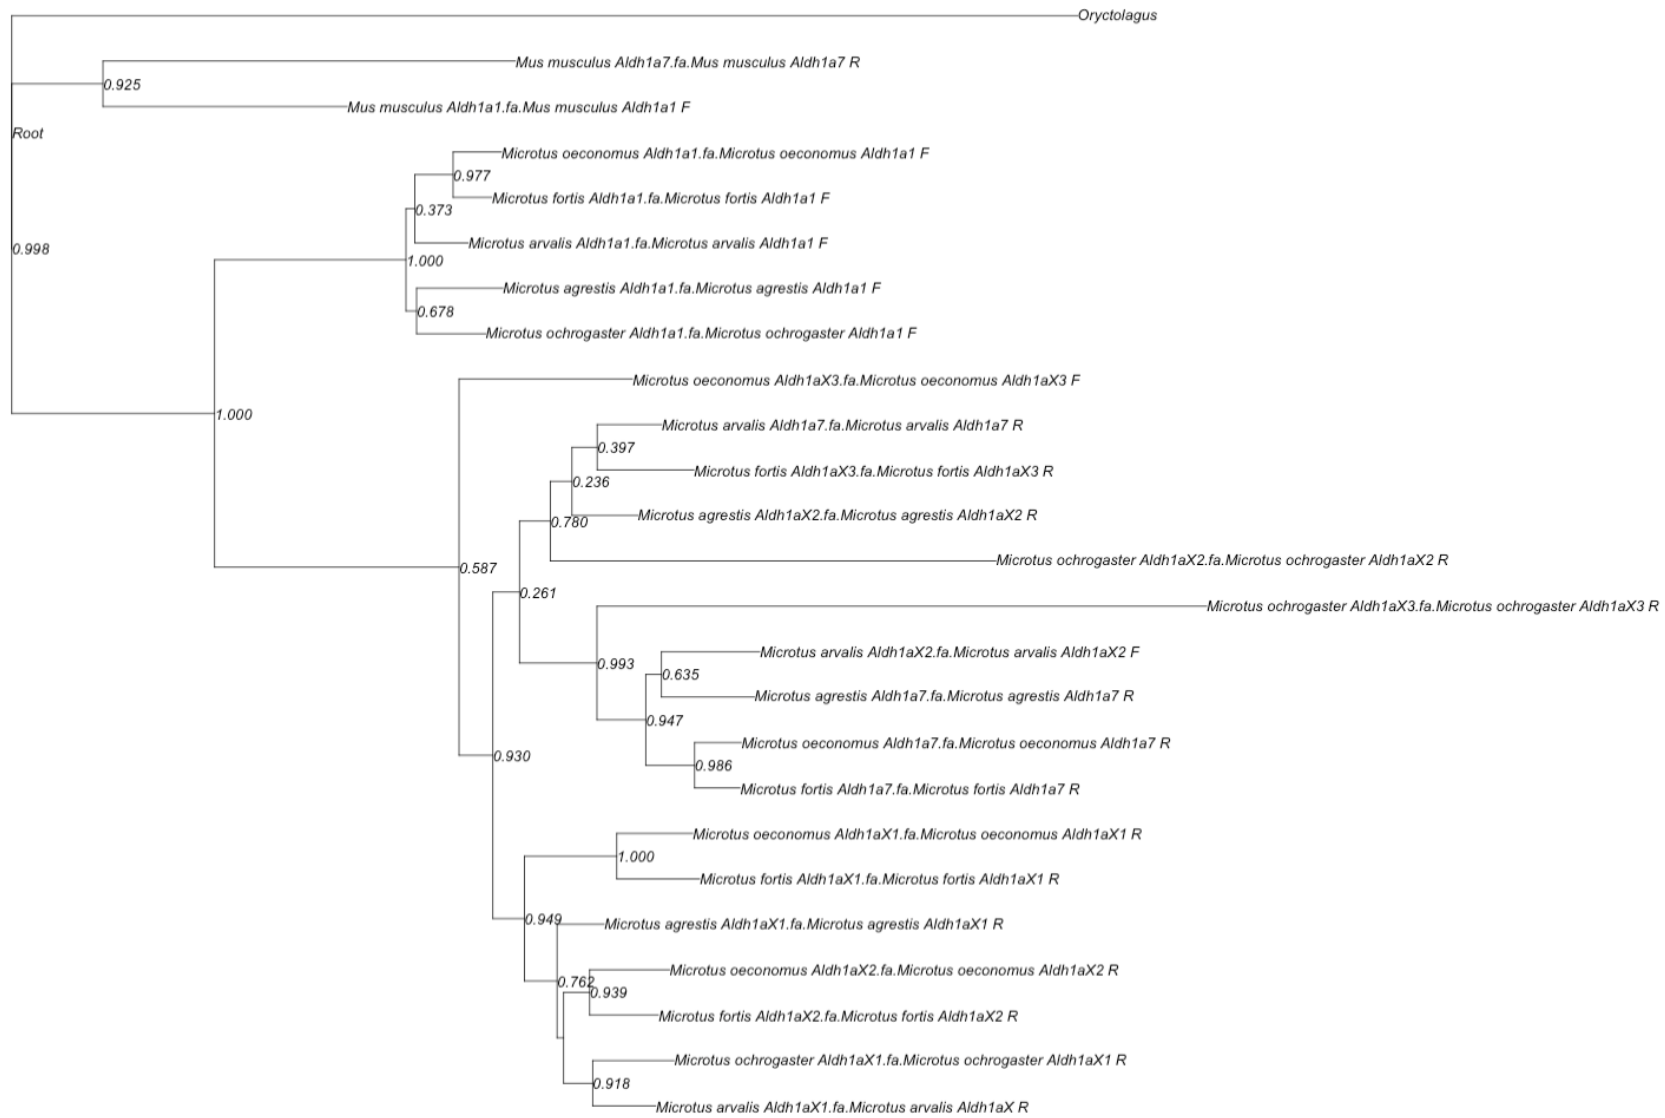 Oryctolagus
Mus musculus Aldh1a7.fa.Mus musculus Aldh1a7 R
0.925
Mus musculus Aldh1a1.fa.Mus musculus Aldh1a1 F
Root
Microtus oeconomus Aldh1a1.fa.Microtus oeconomus Aldh1a1 F
0.977
Microtus fortis Aldh1a1.fa.Microtus fortis Aldh1a1 F
0.373
Microtus arvalis Aldh1a1.fa.Microtus arvalis Aldh1a1 F
0.998
1.000
Microtus agrestis Aldh1a1.fa.Microtus agrestis Aldh1a1 F
0.678
Microtus ochrogaster Aldh1a1.fa.Microtus ochrogaster Aldh1a1 F
Microtus oeconomus Aldh1aX3.fa.Microtus oeconomus Aldh1aX3 F
1.000
Microtus arvalis Aldh1a7.fa.Microtus arvalis Aldh1a7 R
0.397
Microtus fortis Aldh1aX3.fa.Microtus fortis Aldh1aX3 R
0.236
Microtus agrestis Aldh1aX2.fa.Microtus agrestis Aldh1aX2 R
0.780
Microtus ochrogaster Aldh1aX2.fa.Microtus ochrogaster Aldh1aX2 R
0.587
0.261
Microtus ochrogaster Aldh1aX3.fa.Microtus ochrogaster Aldh1aX3 R
Microtus arvalis Aldh1aX2.fa.Microtus arvalis Aldh1aX2 F
0.993
0.635
Microtus agrestis Aldh1a7.fa.Microtus agrestis Aldh1a7 R
0.947
Microtus oeconomus Aldh1a7.fa.Microtus oeconomus Aldh1a7 R
0.930
0.986
Microtus fortis Aldh1a7.fa.Microtus fortis Aldh1a7 R
Microtus oeconomus Aldh1aX1.fa.Microtus oeconomus Aldh1aX1 R
1.000
Microtus fortis Aldh1aX1.fa.Microtus fortis Aldh1aX1 R
0.949
Microtus agrestis Aldh1aX1.fa.Microtus agrestis Aldh1aX1 R
Microtus oeconomus Aldh1aX2.fa.Microtus oeconomus Aldh1aX2 R
0.762
0.939
Microtus fortis Aldh1aX2.fa.Microtus fortis Aldh1aX2 R
Microtus ochrogaster Aldh1aX1.fa.Microtus ochrogaster Aldh1aX1 R
0.918
Microtus arvalis Aldh1aX1.fa.Microtus arvalis Aldh1aX R